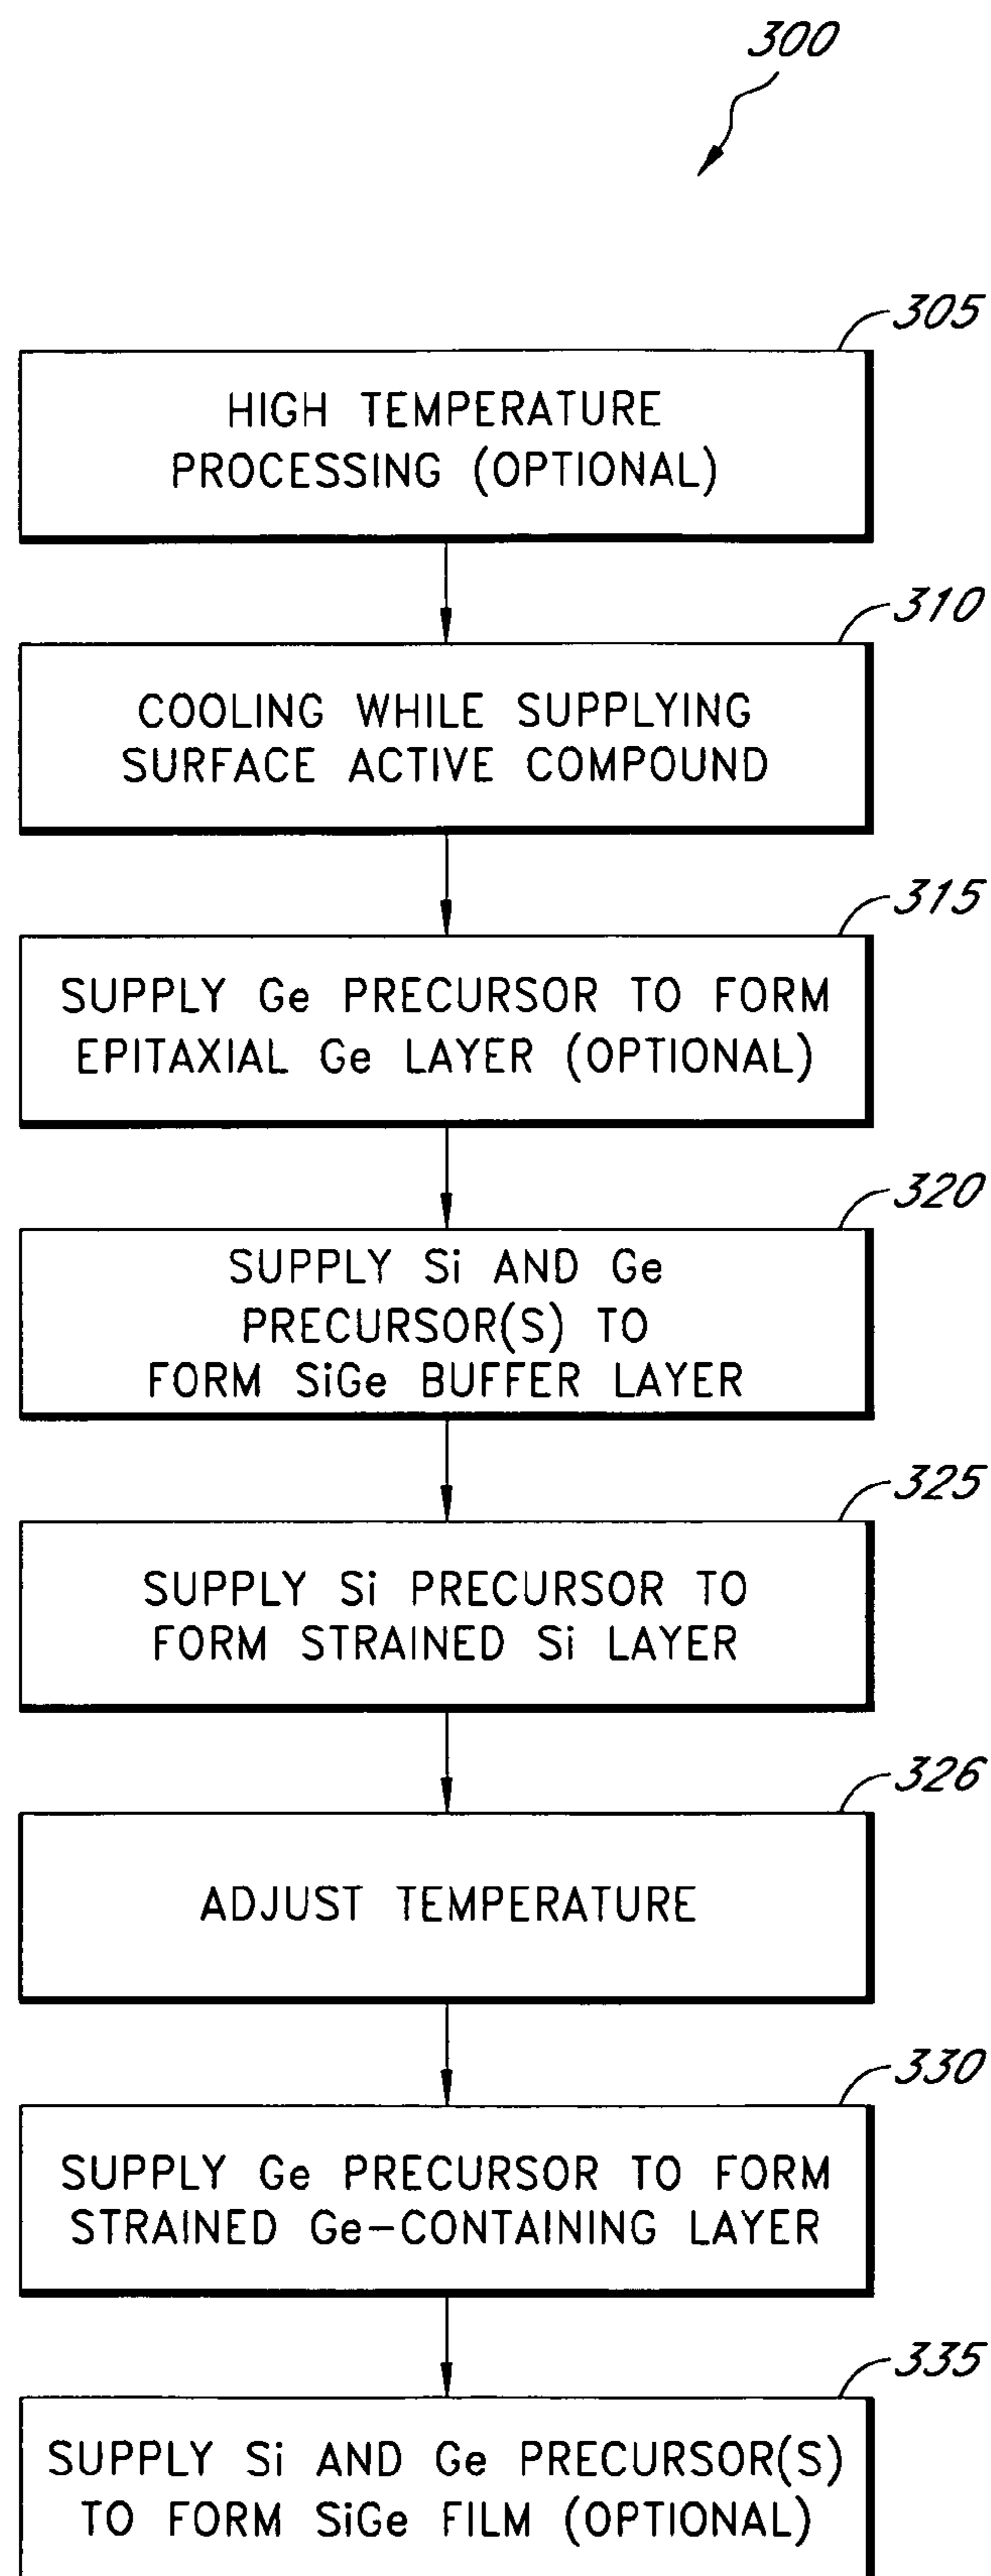 300
305
HIGH TEMPERATURE
PROCESSING (OPTIONAL)
310
COOLING WHILE SUPPLYING
SURFACE ACTIVE COMPOUND
315
SUPPLY Ge PRECURSOR TO FORM
EPITAXIAL Ge LAYER (OPTIONAL)
320
SUPPLY Si AND Ge
PRECURSOR(S) TO
FORM SiGe BUFFER LAYER
325
SUPPLY Si PRECURSOR TO
FORM STRAINED Si LAYER
326
ADJUST TEMPERATURE
330
SUPPLY Ge PRECURSOR TO FORM
STRAINED Ge-CONTAINING LAYER
335
SUPPLY Si AND Ge PRECURSOR(S)
TO FORM SiGe FILM (OPTIONAL)